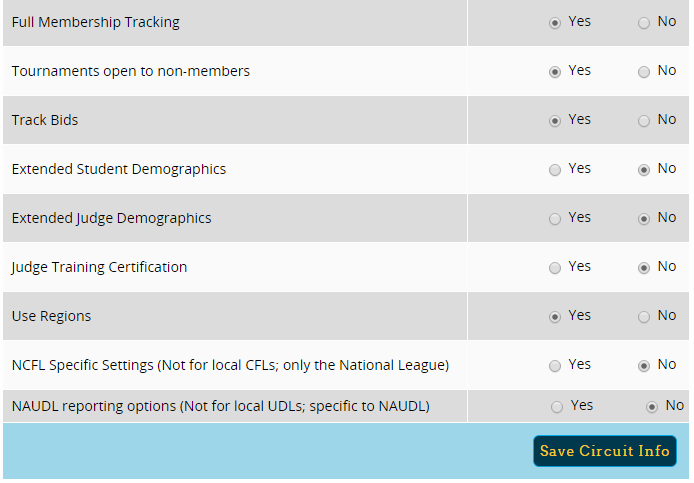 Full Membership Tracking Yes No
Tournaments open to non-members Yes No
Track Bids Yes No
Extended Student Demographics Yes No
Extended Judge Demographics Yes No
Judge Training Certification Yes No
Use Regions Yes No
NCFL Specific Settings (Not for local CFLs; only the National League) Yes No
NAUDL reporting options (Not for local UDLs; specific to NAUDL) Yes No
Save Circuit Info